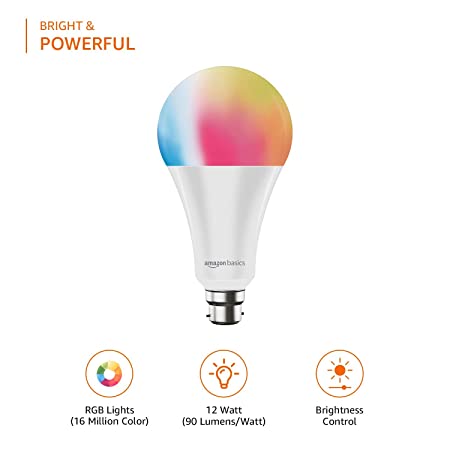 BRIGHT &
POWERFUL
amazon basics
RGB Lights
(16 Million Color)
12 Watt
(90 Lumens/Watt)
Brightness
Control